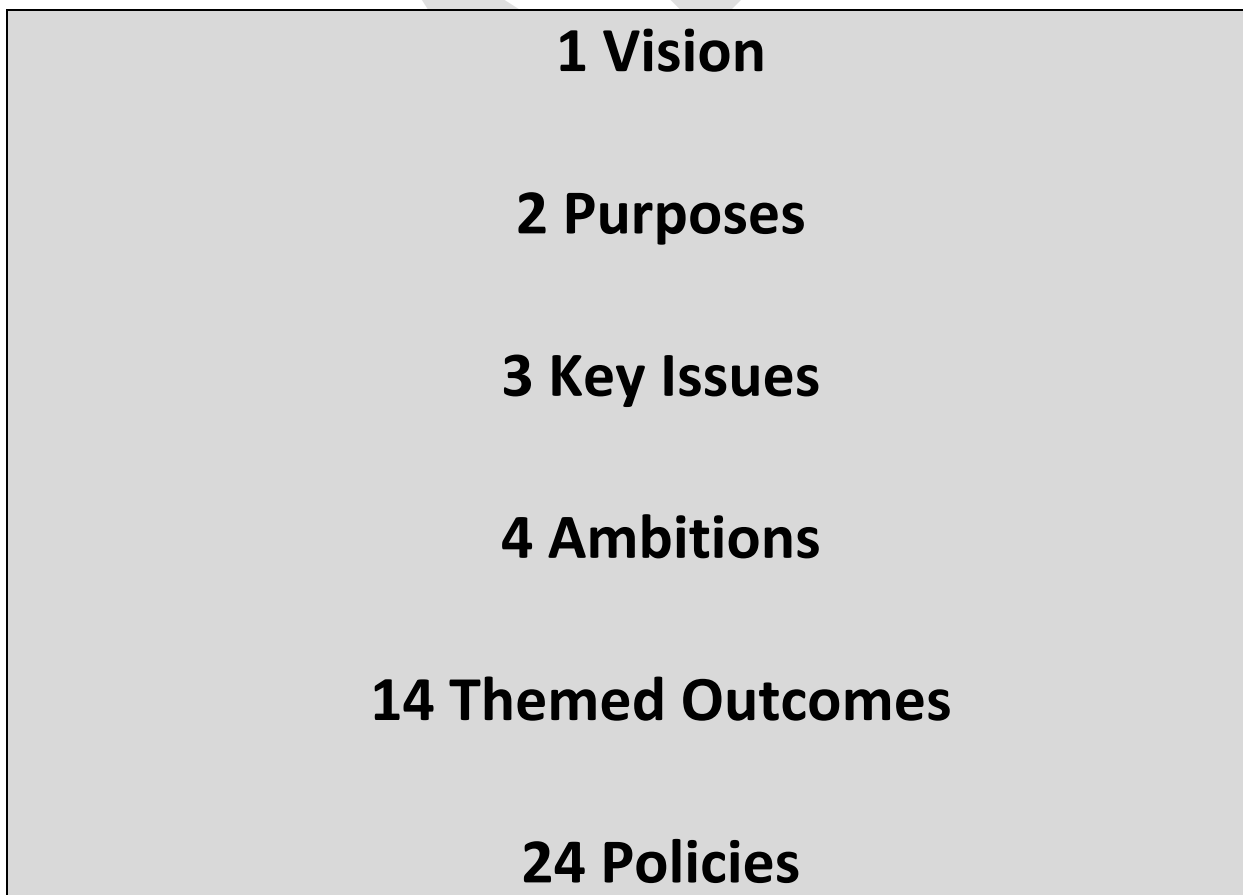 1 Vision
2 Purposes
3 Key Issues
4 Ambitions
14 Themed Outcomes
24 Policies